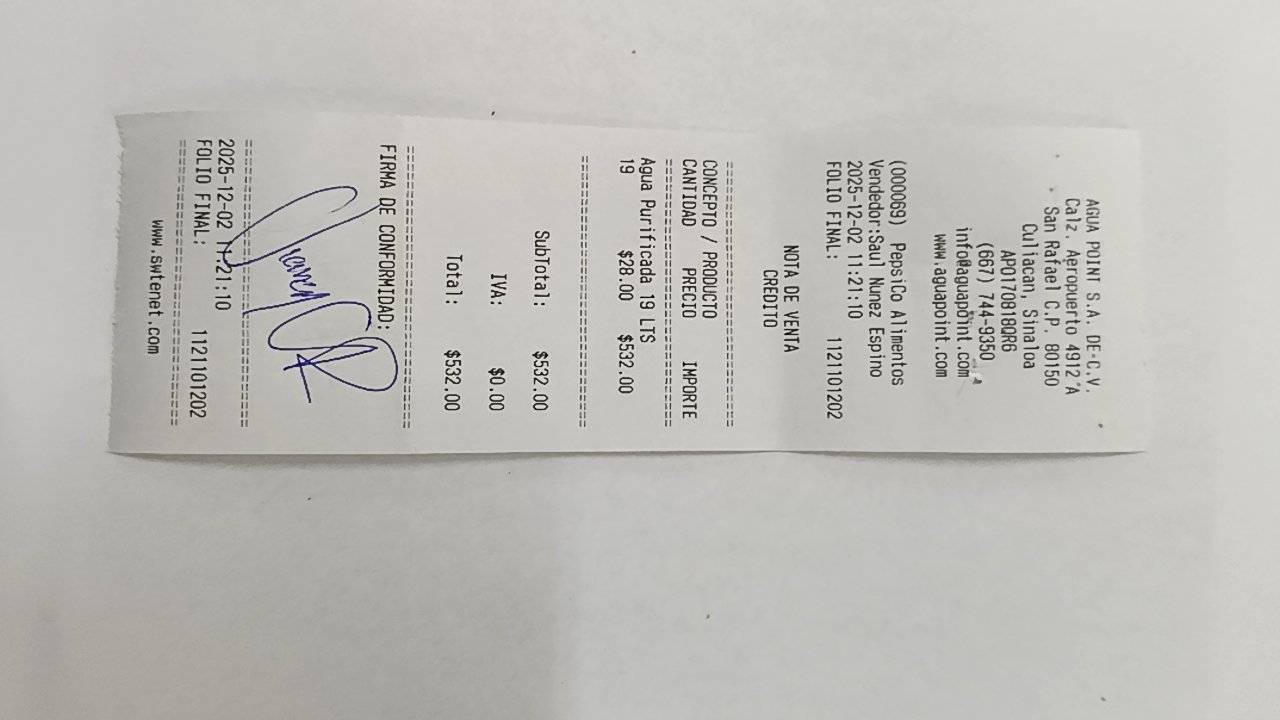 AGUA POINT S.A. DE C.V.
Calz. Aeropuerto 4912 A
San Rafael C.P. 80150
Culiacan, Sinaloa
APO170818QR6
(667) 744-9350
info@aguapoint.com
www.aguapoint.com
(000069) PepsiCo Alimentos
Vendedor:Saul Nunez Espino
2025-12-02 11:21:10
FOLIO FINAL: 1121101202
NOTA DE VENTA
CREDITO
CONCEPTO / PRODUCTO
CANTIDAD PRECIO IMPORTE
Agua Purificada 19 LTS
19 $28.00 $532.00
SubTotal: $532.00
IVA: $0.00
Total: $532.00
FIRMA DE CONFORMIDAD:
2025-12-02 11:21:10
FOLIO FINAL: 1121101202
www.swtenet.com